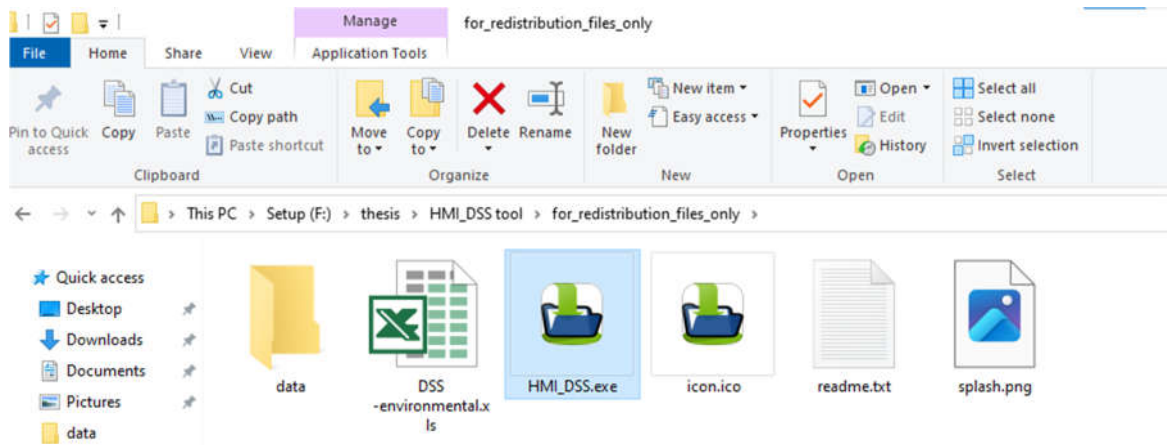 Manage
for_redistribution_files_only
File
Home
Share
View
Application Tools
Pin to Quick
access
Copy
Paste
Cut
Copy path
Paste shortcut
Clipboard
Move
to
Copy
to
Delete
Rename
Organize
New
folder
New item
Easy access
New
Properties
Open
Edit
History
Open
Select all
Select none
Invert selection
Select
This PC > Setup (F:) > thesis > HMI_DSS tool > for_redistribution_files_only >
Quick access
Desktop
Downloads
Documents
Pictures
data
data
DSS
-environmental.x
ls
HMI_DSS.exe
icon.ico
readme.txt
splash.png